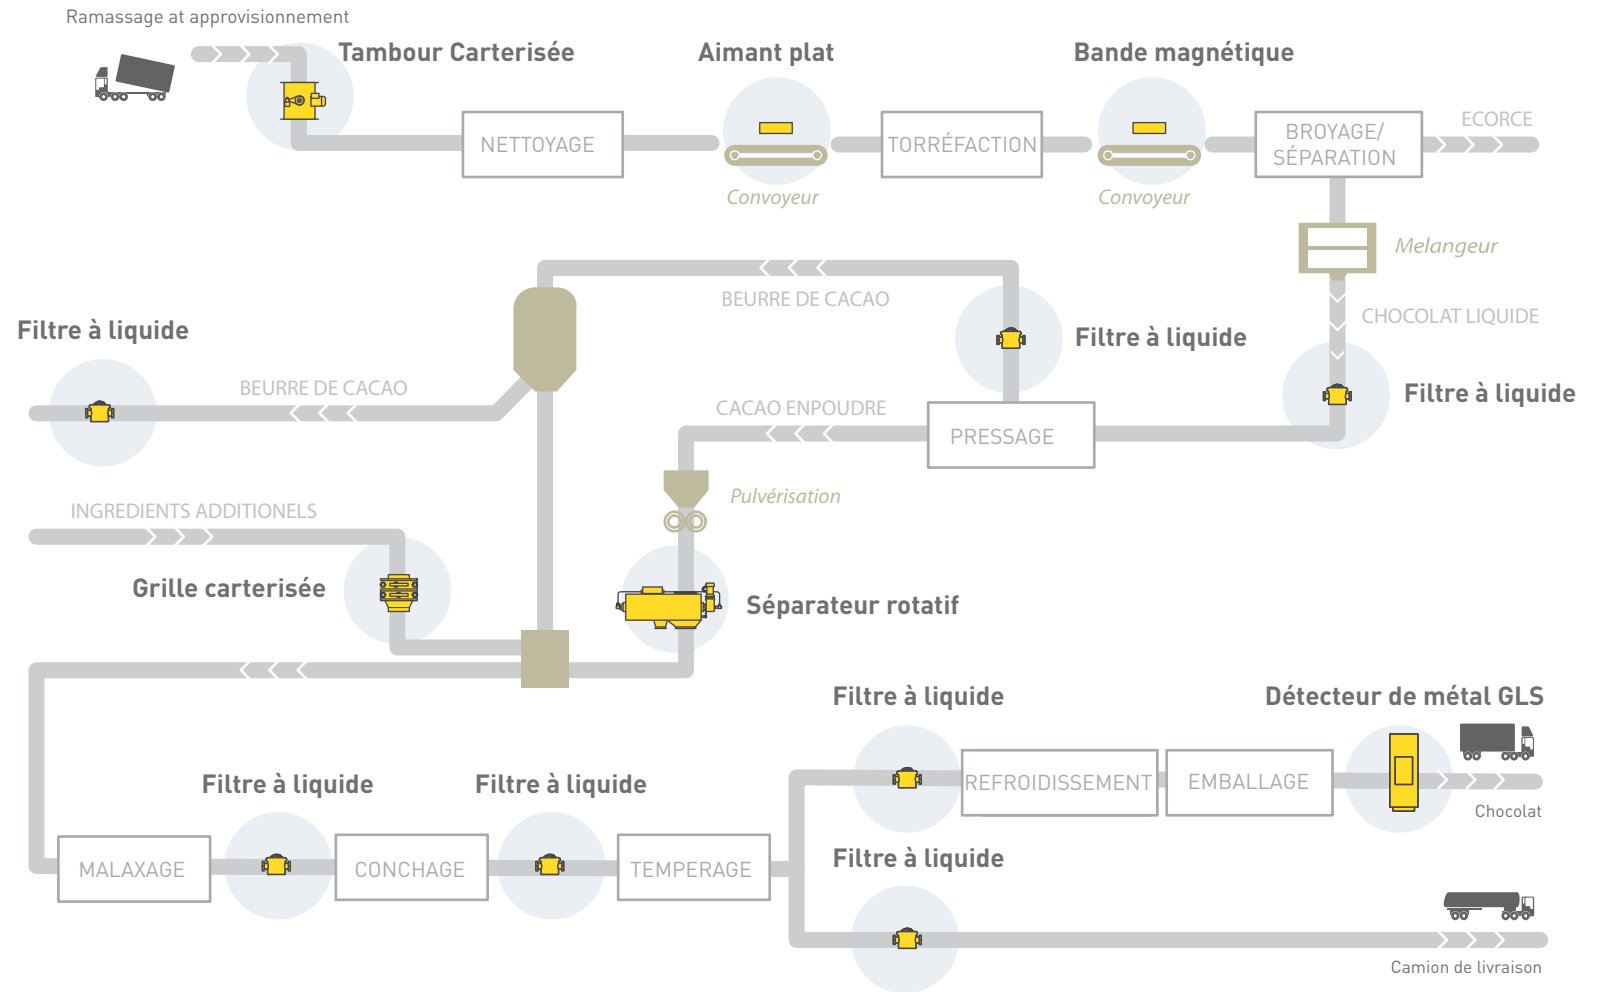 Ramassage at approvisionnement
Tambour Carterisée
Aimant plat
Bande magnétique
NETTOYAGE
TORRÉFACTION
BROYAGE/
SÉPARATION
ECORCE
Convoyeur
Convoyeur
Melangeur
BEURRE DE CACAO
CHOCOLAT LIQUIDE
Filtre à liquide
Filtre à liquide
BEURRE DE CACAO
Filtre à liquide
CACAO ENPOUDRE
PRESSAGE
Pulvérisation
INGREDIENTS ADDITIONELS
Grille carterisée
Séparateur rotatif
Filtre à liquide
Détecteur de métal GLS
Filtre à liquide
Filtre à liquide
REFROIDISSEMENT
EMBALLAGE
Chocolat
Filtre à liquide
MALAXAGE
CONCHAGE
TEMPERAGE
Camion de livraison